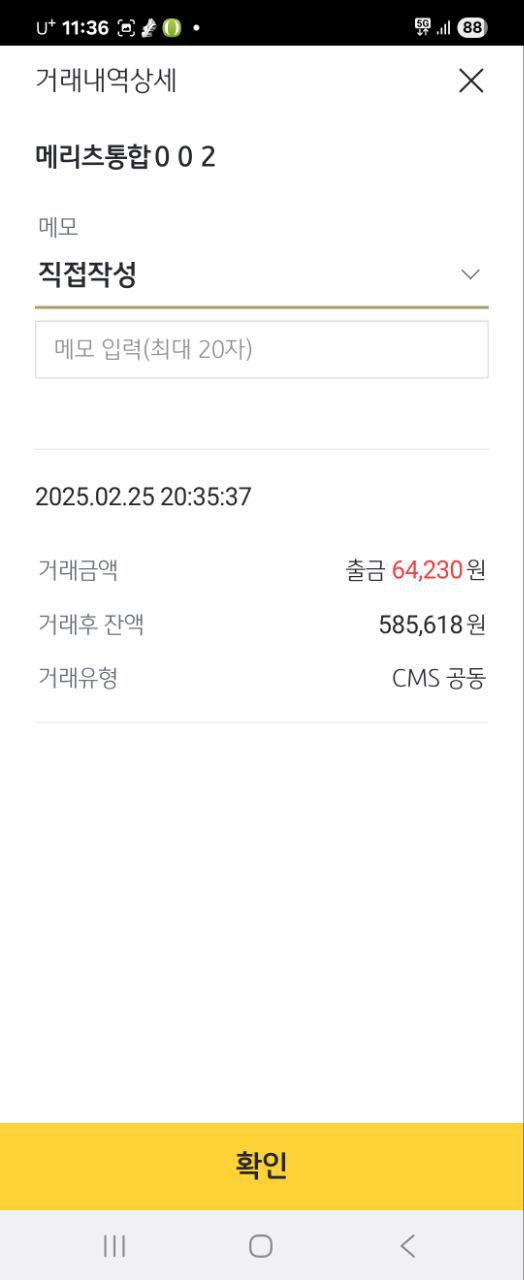 U+ 11:36 5G 88
거래내역상세
메리츠통합０００２
메모
직접작성
메모 입력(최대 20자)
2025.02.25 20:35:37
거래금액 출금 64,230원
거래후 잔액 585,618원
거래유형 CMS 공동
확인